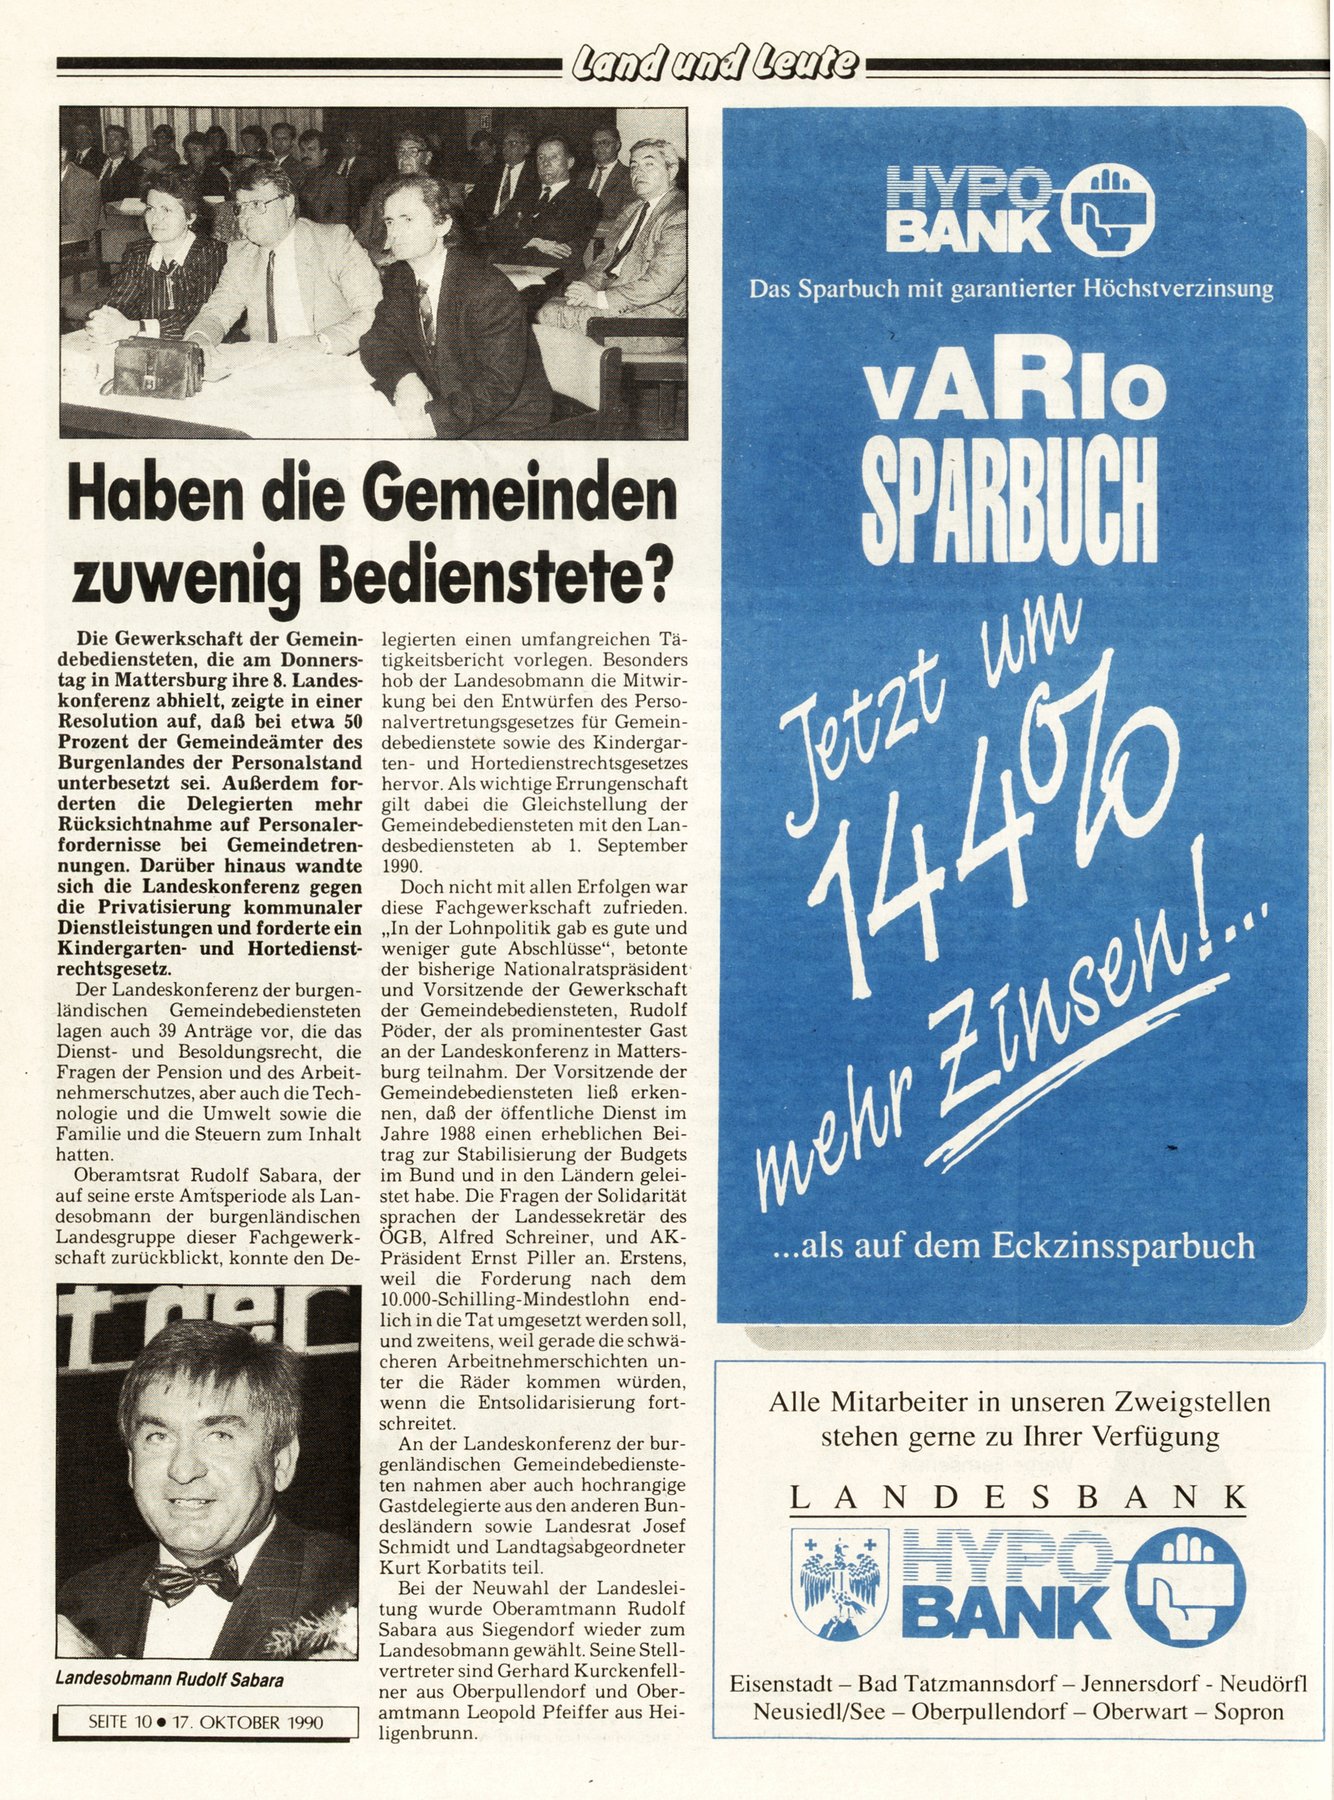 Land und Leute
Haben die Gemeinden
zuwenig Bedienstete?
Die Gewerkschaft der Gemein-
debediensteten, die am Donners-
tag in Mattersburg ihre 8. Landes-
konferenz abhielt, zeigte in einer
Resolution auf, daß bei etwa 50
Prozent der Gemeindeämter des
Burgenlandes der Personalstand
unterbesetzt sei. Außerdem for-
derten die Delegierten mehr
Rücksichtnahme auf Personaler-
fordernisse bei Gemeindetren-
nungen. Darüber hinaus wandte
sich die Landeskonferenz gegen
die Privatisierung kommunaler
Dienstleistungen und forderte ein
Kindergarten- und Hortedienst-
rechtsgesetz.
Der Landeskonferenz der burgen-
ländischen Gemeindebediensteten
lagen auch 39 Anträge vor, die das
Dienst- und Besoldungsrecht, die
Fragen der Pension und des Arbeit-
nehmerschutzes, aber auch die Tech-
nologie und die Umwelt sowie die
Familie und die Steuern zum Inhalt
hatten.
Oberamtsrat Rudolf Sabara, der
auf seine erste Amtsperiode als Lan-
desobmann der burgenländischen
Landesgruppe dieser Fachgewerk-
schaft zurückblickt, konnte den De-
t der
Landesobmann Rudolf Sabara
SEITE 10 ● 17. OKTOBER 1990
legierten einen umfangreichen Tä-
tigkeitsbericht vorlegen. Besonders
hob der Landesobmann die Mitwir-
kung bei den Entwürfen des Perso-
nalvertretungsgesetzes für Gemein-
debedienstete sowie des Kindergar-
ten- und Hortedienstrechtsgesetzes
hervor. Als wichtige Errungenschaft
gilt dabei die Gleichstellung der
Gemeindebediensteten mit den Lan-
desbediensteten ab 1. September
1990.
Doch nicht mit allen Erfolgen war
diese Fachgewerkschaft zufrieden.
„In der Lohnpolitik gab es gute und
weniger gute Abschlüsse“, betonte
der bisherige Nationalratspräsident
und Vorsitzende der Gewerkschaft
der Gemeindebediensteten, Rudolf
Pöder, der als prominentester Gast
an der Landeskonferenz in Matters-
burg teilnahm. Der Vorsitzende der
Gemeindebediensteten ließ erken-
nen, daß der öffentliche Dienst im
Jahre 1988 einen erheblichen Bei-
trag zur Stabilisierung der Budgets
im Bund und in den Ländern gelei-
stet habe. Die Fragen der Solidarität
sprachen der Landessekretär des
ÖGB, Alfred Schreiner, und AK-
Präsident Ernst Piller an. Erstens,
weil die Forderung nach dem
10.000-Schilling-Mindestlohn end-
lich in die Tat umgesetzt werden soll,
und zweitens, weil gerade die schwä-
cheren Arbeitnehmerschichten un-
ter die Räder kommen würden,
wenn die Entsolidarisierung fort-
schreitet.
An der Landeskonferenz der bur-
genländischen Gemeindebedienste-
ten nahmen aber auch hochrangige
Gastdelegierte aus den anderen Bun-
desländern sowie Landesrat Josef
Schmidt und Landtagsabgeordneter
Kurt Korbatits teil.
Bei der Neuwahl der Landeslei-
tung wurde Oberamtmann Rudolf
Sabara aus Siegendorf wieder zum
Landesobmann gewählt. Seine Stell-
vertreter sind Gerhard Kurckenfell-
ner aus Oberpullendorf und Ober-
amtmann Leopold Pfeiffer aus Hei-
ligenbrunn.
HYPO
BANK
Das Sparbuch mit garantierter Höchstverzinsung
vARIo
SPARBUCH
Jetzt um
144%
mehr Zinsen!...
...als auf dem Eckzinssparbuch
Alle Mitarbeiter in unseren Zweigstellen
stehen gerne zu Ihrer Verfügung
LANDESBANK
HYPO
BANK
Eisenstadt – Bad Tatzmannsdorf – Jennersdorf - Neudörfl
Neusiedl/See – Oberpullendorf – Oberwart – Sopron